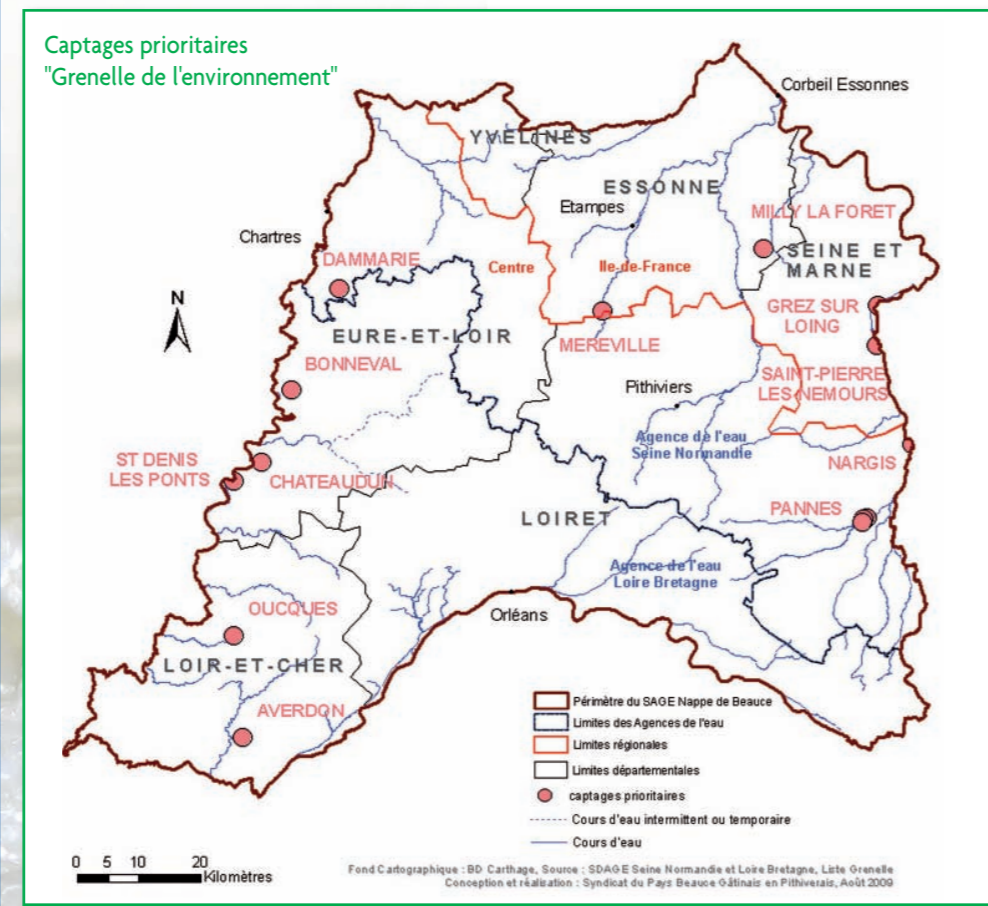 Captages prioritaires
"Grenelle de l'environnement"
Corbeil Essonnes
YVELINES
ESSONNE
Etampes
MILLY LA FORET
Chartres
SEINE ET
MARNE
DAMMARIE
Centre
Ile-de-France
N
GREZ SUR
LOING
EURE-ET-LOIR
MEREVILLE
BONNEVAL
SAINT-PIERRE
LES NEMOURS
Pithiviers
Agence de l'eau
Seine Normandie
ST DENIS
LES PONTS
CHATEAUDUN
NARGIS
PANNES
LOIRET
Agence de l'eau
Loire Bretagne
OUCQUES
Orléans
LOIR-ET-CHER
AVERDON
Périmètre du SAGE Nappe de Beauce
Limites des Agences de l'eau
Limites régionales
Limites départementales
captages prioritaires
Cours d'eau intermittent ou temporaire
Cours d'eau
0 5 10 20
Kilomètres
Fond Cartographique : BD Carthage, Source : SDAGE Seine Normandie et Loire Bretagne, Liste Grenelle
Conception et réalisation : Syndicat du Pays Beauce Gâtinais en Pithiverais, Août 2009